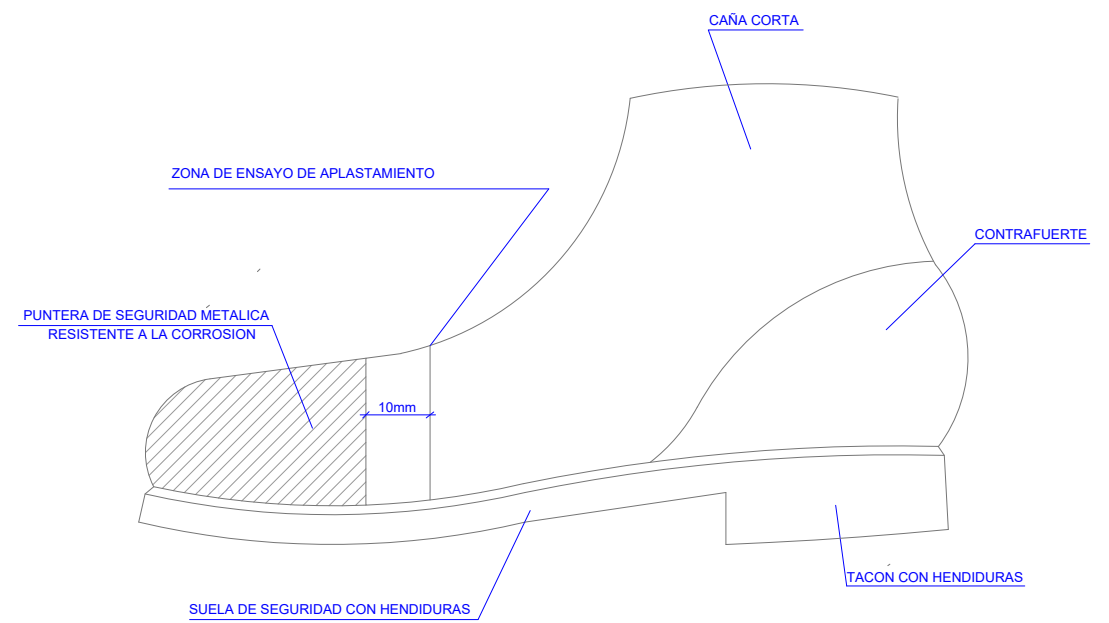 CAÑA CORTA
ZONA DE ENSAYO DE APLASTAMIENTO
CONTRAFUERTE
PUNTERA DE SEGURIDAD METALICA
RESISTENTE A LA CORROSION
10mm
TACON CON HENDIDURAS
SUELA DE SEGURIDAD CON HENDIDURAS